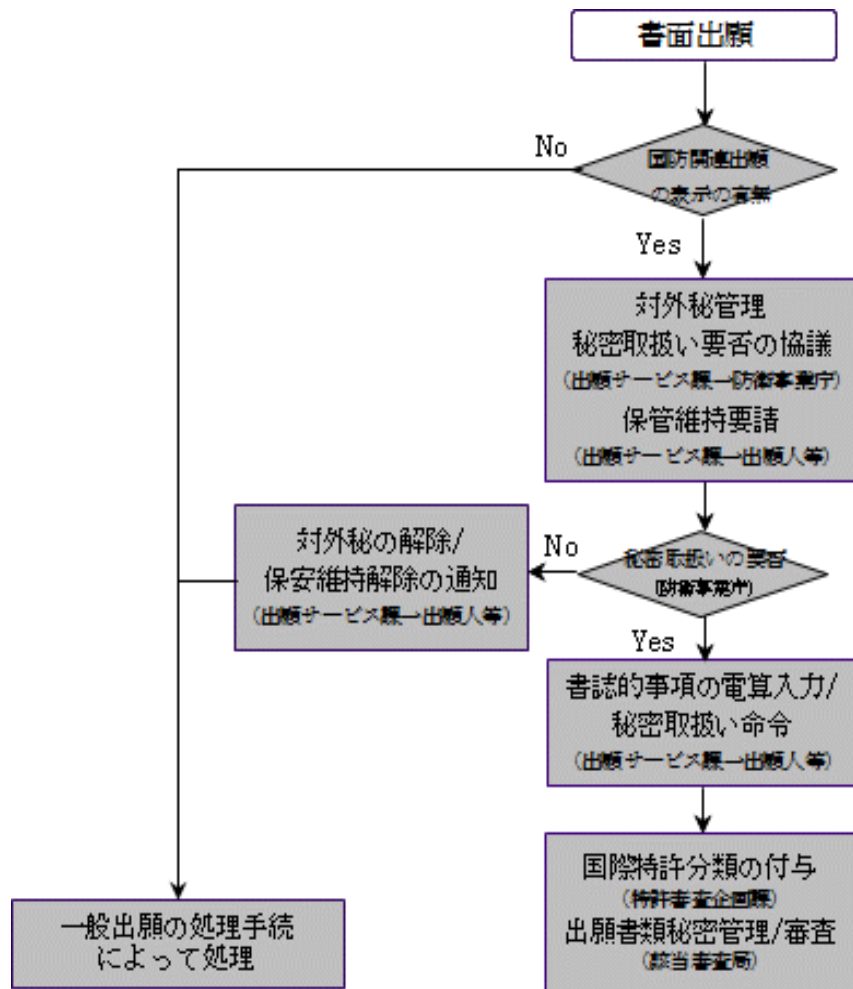 書面出願
No
国防関連出願
の表示の有無
Yes
対外秘管理
秘密取扱い要否の協議
(出願サービス課→防衛事業庁)
保管維持要請
(出願サービス課→出願人等)
対外秘の解除/
保安維持解除の通知
(出願サービス課→出願人等)
No
秘密取扱いの要否
(防衛事業庁)
Yes
書誌的事項の電算入力/
秘密取扱い命令
(出願サービス課→出願人等)
国際特許分類の付与
(特許審査企画課)
出願書類秘密管理/審査
(該当審査局)
一般出願の処理手続
によって処理